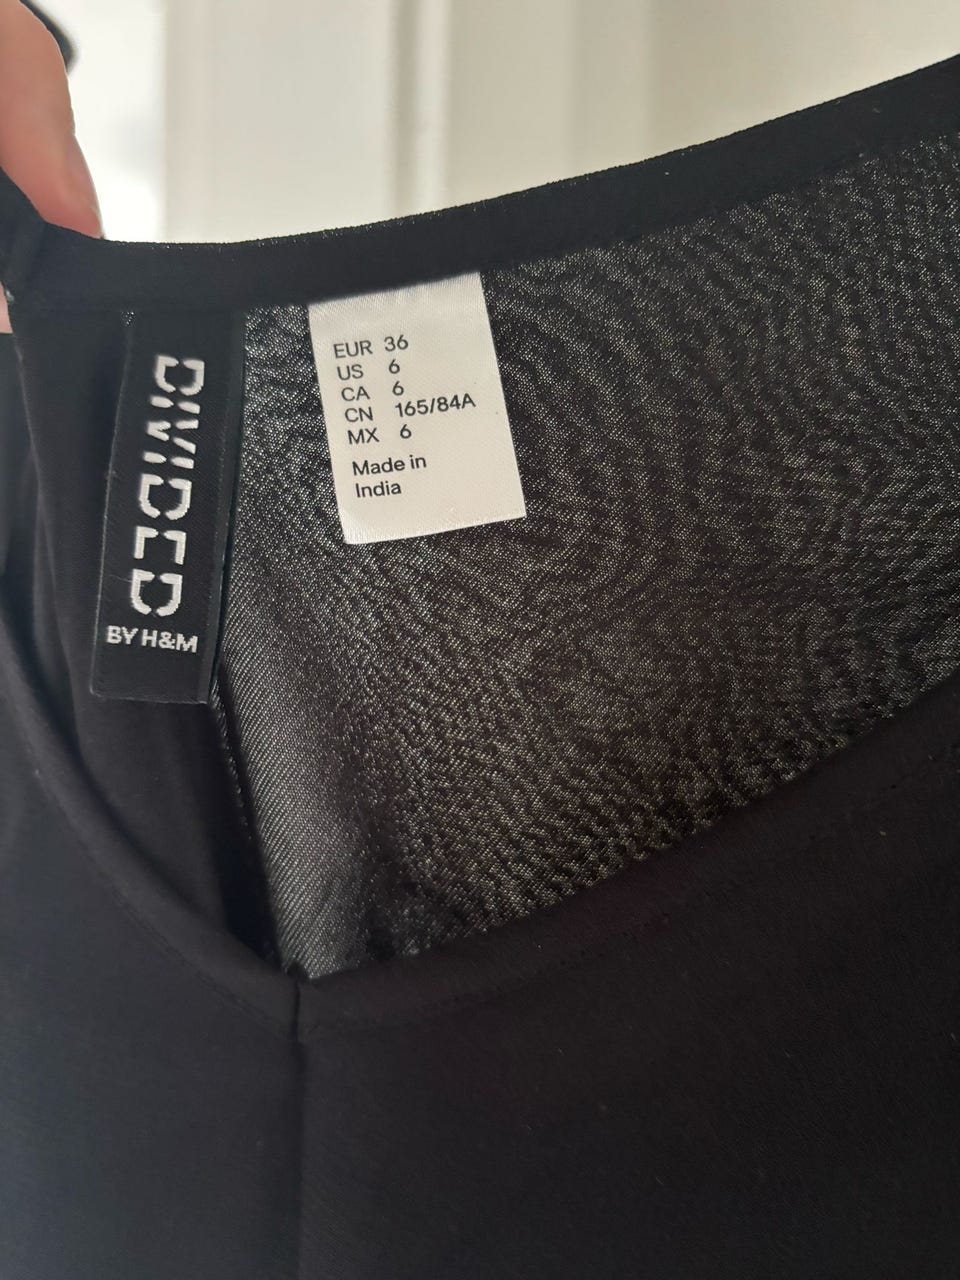 DIVIDED
BY H&M
EUR 36
US 6
CA 6
CN 165/84A
MX 6
Made in
India